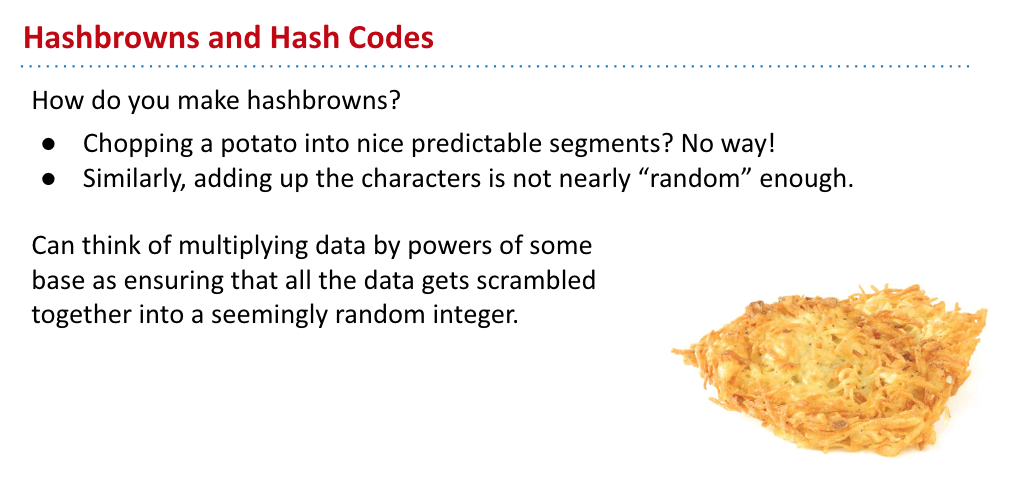 Hashbrowns and Hash Codes
How do you make hashbrowns?
● Chopping a potato into nice predictable segments? No way!
● Similarly, adding up the characters is not nearly “random” enough.
Can think of multiplying data by powers of some
base as ensuring that all the data gets scrambled
together into a seemingly random integer.